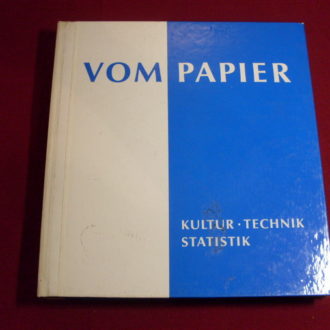 VOM PAPIER
KULTUR · TECHNIK
STATISTIK